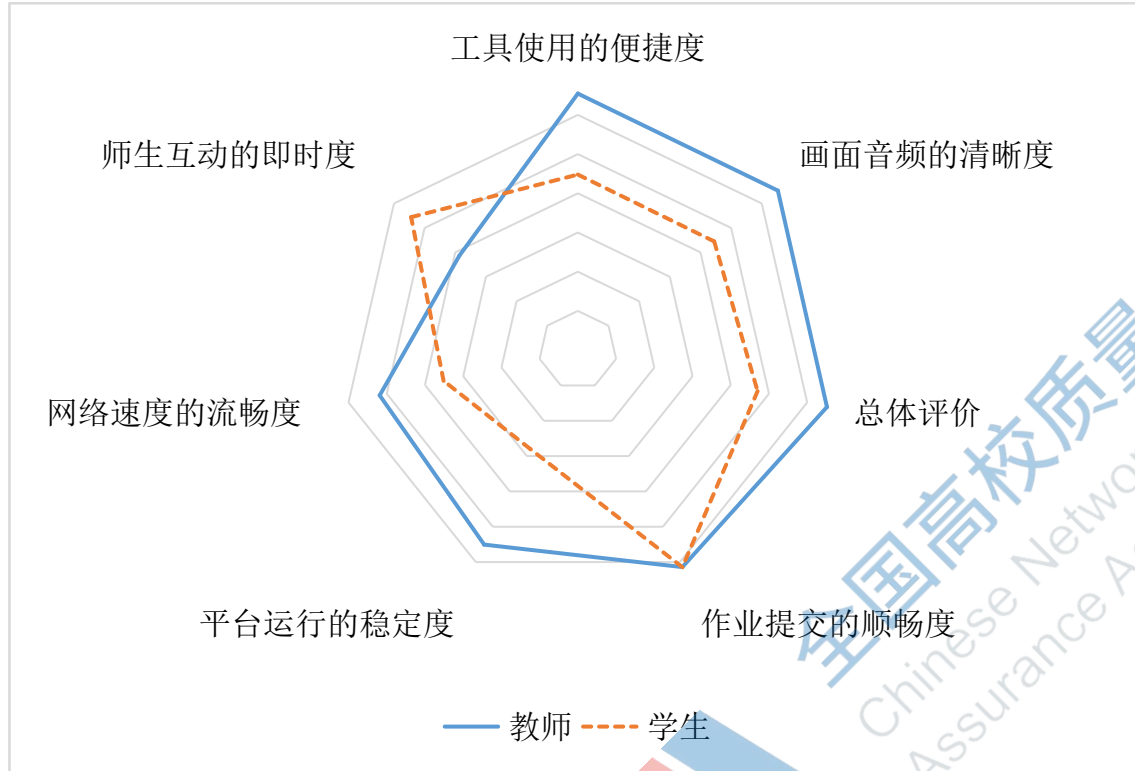 工具使用的便捷度
师生互动的即时度
画面音频的清晰度
网络速度的流畅度
总体评价
平台运行的稳定度
作业提交的顺畅度
教师
学生
全国高校质量
Chinese Networ
Assurance A